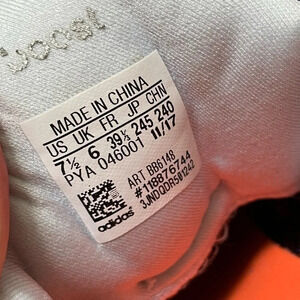 boost
MADE IN CHINA
US UK FR JP CHN
7½ 6 39⅓ 245 240
PYA 046001 11/17
ART BB6148
#118876744
3JNDQDR501242
adidas